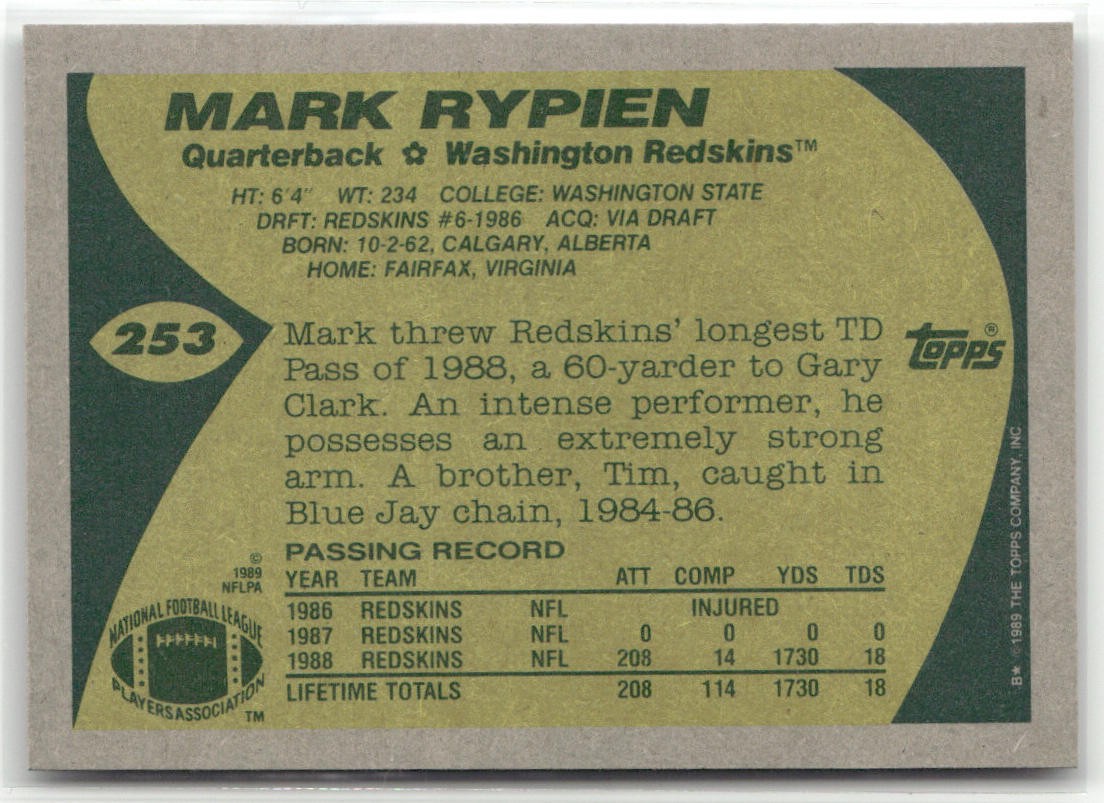 MARK RYPIEN
Quarterback ✿ Washington Redskins™
HT: 6'4" WT: 234 COLLEGE: WASHINGTON STATE
DRFT: REDSKINS #6-1986 ACQ: VIA DRAFT
BORN: 10-2-62, CALGARY, ALBERTA
HOME: FAIRFAX, VIRGINIA
253
Mark threw Redskins' longest TD
Pass of 1988, a 60-yarder to Gary
Clark. An intense performer, he
possesses an extremely strong
arm. A brother, Tim, caught in
Blue Jay chain, 1984-86.
topps®
PASSING RECORD
YEAR TEAM ATT COMP YDS TDS
1986 REDSKINS NFL INJURED
1987 REDSKINS NFL 0 0 0 0
1988 REDSKINS NFL 208 14 1730 18
LIFETIME TOTALS 208 114 1730 18
©
1989
NFLPA
NATIONAL FOOTBALL LEAGUE
PLAYERS ASSOCIATION
™
B* ©1989 THE TOPPS COMPANY, INC.